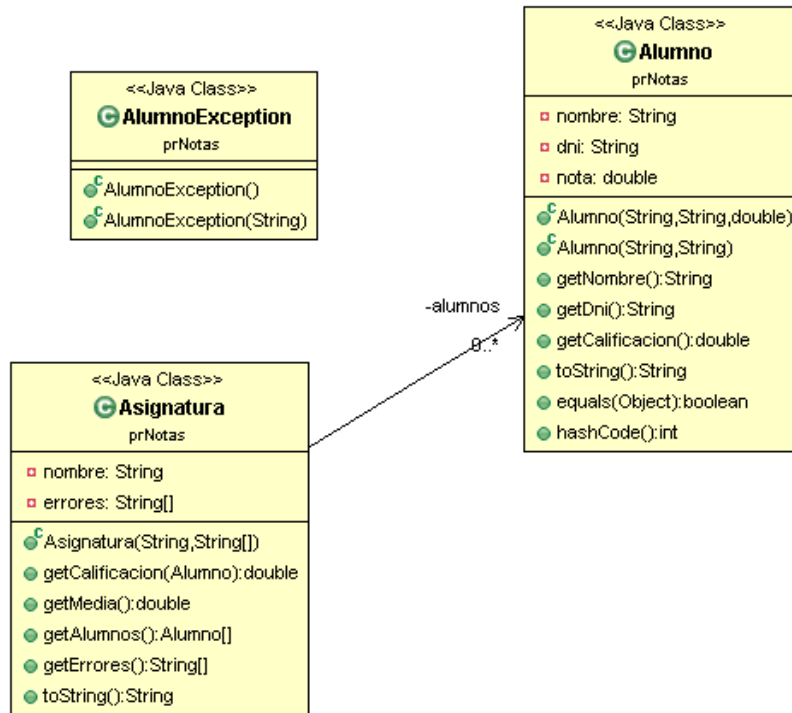 <<Java Class>>
AlumnoException
prNotas
AlumnoException()
AlumnoException(String)
<<Java Class>>
Alumno
prNotas
nombre: String
dni: String
nota: double
Alumno(String,String,double)
Alumno(String,String)
getNombre():String
getDni():String
getCalificacion():double
toString():String
equals(Object):boolean
hashCode():int
-alumnos
0..*
<<Java Class>>
Asignatura
prNotas
nombre: String
errores: String[]
Asignatura(String,String[])
getCalificacion(Alumno):double
getMedia():double
getAlumnos():Alumno[]
getErrores():String[]
toString():String